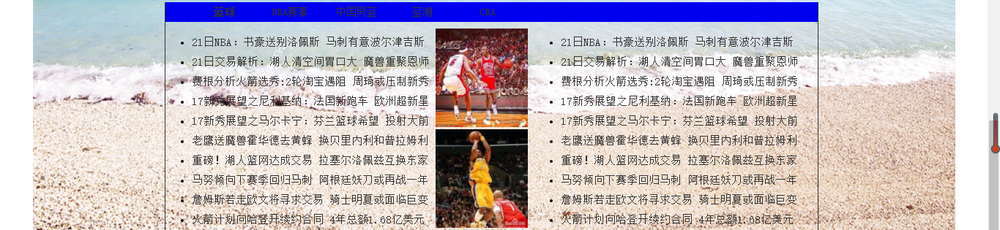 篮球 NBA赛事 中国男篮 篮潮 CBA
21日NBA：书豪送别洛佩斯 马刺有意波尔津吉斯
21日交易解析：湖人清空间胃口大 魔兽重聚恩师
费根分析火箭选秀:2轮淘宝遇阻 周琦或压制新秀
17新秀展望之尼利基纳：法国新跑车 欧洲超新星
17新秀展望之马尔卡宁：芬兰篮球希望 投射大前
老鹰送魔兽霍华德去黄蜂 换贝里内利和普拉姆利
重磅！湖人篮网达成交易 拉塞尔洛佩兹互换东家
马努倾向下赛季回归马刺 阿根廷妖刀或再战一年
詹姆斯若走欧文将寻求交易 骑士明夏或面临巨变
火箭计划向哈登开续约合同 4年总额1.68亿美元
21日NBA：书豪送别洛佩斯 马刺有意波尔津吉斯
21日交易解析：湖人清空间胃口大 魔兽重聚恩师
费根分析火箭选秀:2轮淘宝遇阻 周琦或压制新秀
17新秀展望之尼利基纳：法国新跑车 欧洲超新星
17新秀展望之马尔卡宁：芬兰篮球希望 投射大前
老鹰送魔兽霍华德去黄蜂 换贝里内利和普拉姆利
重磅！湖人篮网达成交易 拉塞尔洛佩兹互换东家
马努倾向下赛季回归马刺 阿根廷妖刀或再战一年
詹姆斯若走欧文将寻求交易 骑士明夏或面临巨变
火箭计划向哈登开续约合同 4年总额1.68亿美元